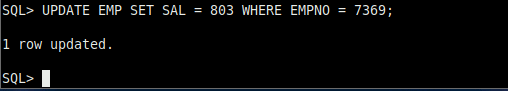 SQL> UPDATE EMP SET SAL = 803 WHERE EMPNO = 7369;
1 row updated.
SQL>